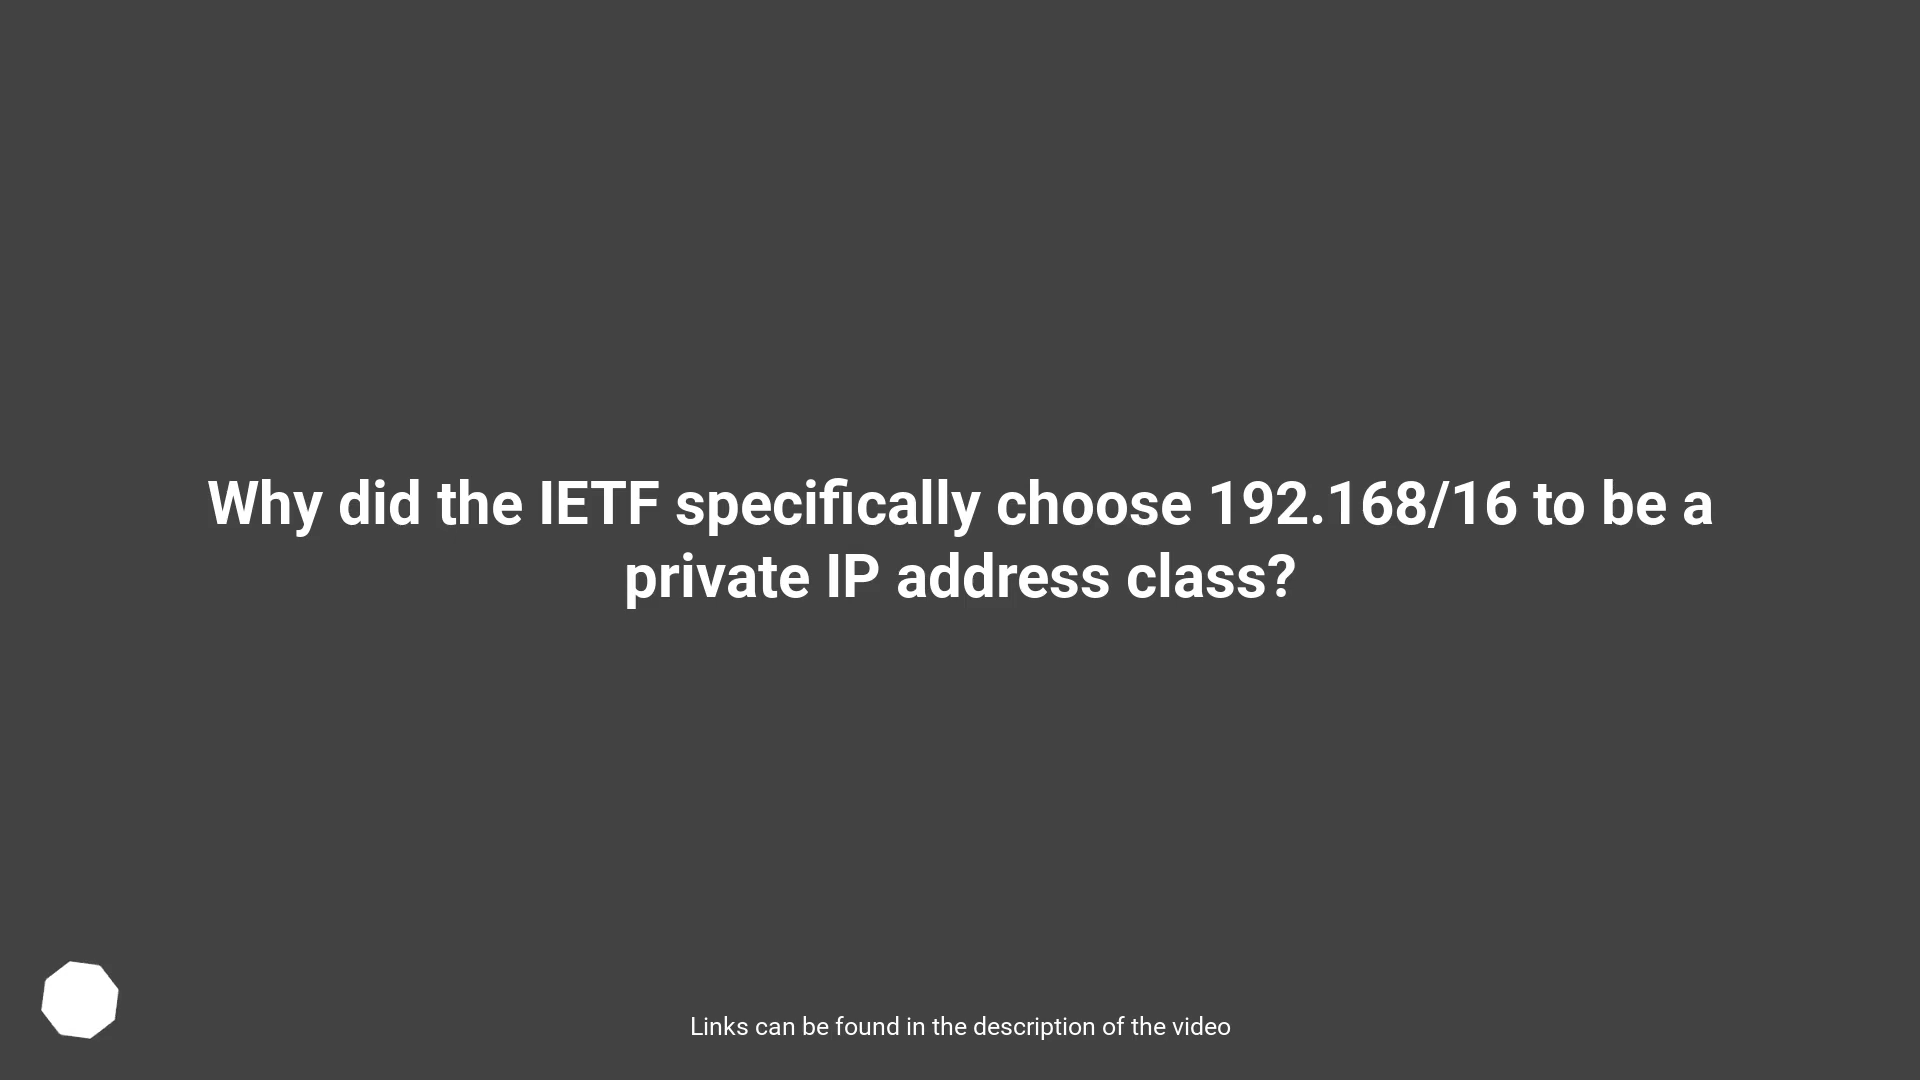 Why did the IETF specifically choose 192.168/16 to be a
private IP address class?
Links can be found in the description of the video